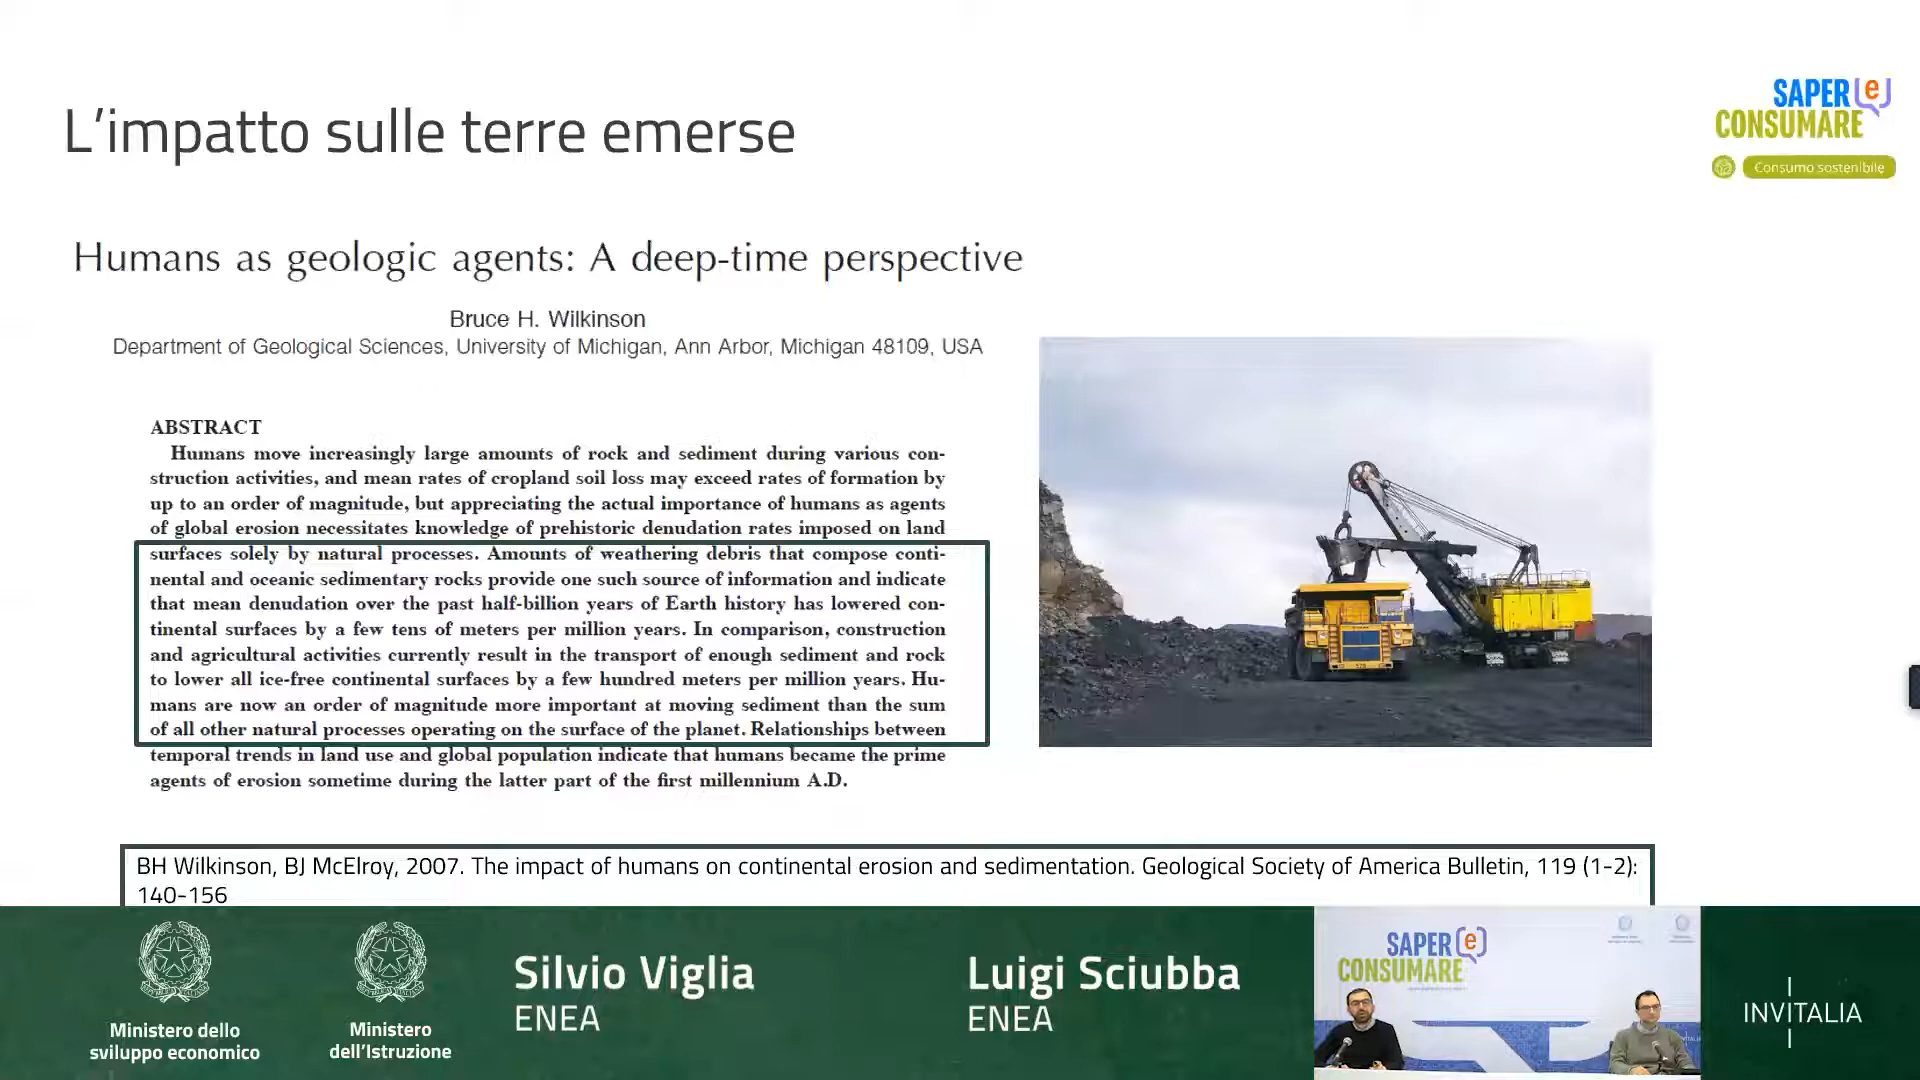 L’impatto sulle terre emerse
SAPER e
CONSUMARE
Consumo sostenibile
Humans as geologic agents: A deep-time perspective
Bruce H. Wilkinson
Department of Geological Sciences, University of Michigan, Ann Arbor, Michigan 48109, USA
ABSTRACT
Humans move increasingly large amounts of rock and sediment during various con-
struction activities, and mean rates of cropland soil loss may exceed rates of formation by
up to an order of magnitude, but appreciating the actual importance of humans as agents
of global erosion necessitates knowledge of prehistoric denudation rates imposed on land
surfaces solely by natural processes. Amounts of weathering debris that compose conti-
nental and oceanic sedimentary rocks provide one such source of information and indicate
that mean denudation over the past half-billion years of Earth history has lowered con-
tinental surfaces by a few tens of meters per million years. In comparison, construction
and agricultural activities currently result in the transport of enough sediment and rock
to lower all ice-free continental surfaces by a few hundred meters per million years. Hu-
mans are now an order of magnitude more important at moving sediment than the sum
of all other natural processes operating on the surface of the planet. Relationships between
temporal trends in land use and global population indicate that humans became the prime
agents of erosion sometime during the latter part of the first millennium A.D.
BH Wilkinson, BJ McElroy, 2007. The impact of humans on continental erosion and sedimentation. Geological Society of America Bulletin, 119 (1-2):
140-156
Ministero dello
sviluppo economico
Ministero
dell’Istruzione
Silvio Viglia
ENEA
Luigi Sciubba
ENEA
SAPER e
CONSUMARE
INVITALIA